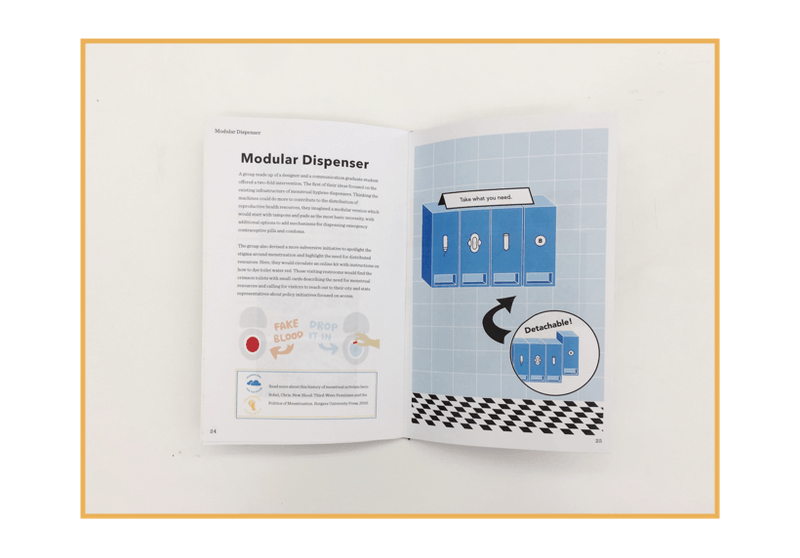 Modular Dispenser
Modular Dispenser
A group made up of a designer and a communication graduate student
offered a two-fold intervention. The first of their ideas focused on the
existing infrastructure of menstrual hygiene dispensers. Thinking the
machines could do more to contribute to the distribution of
reproductive health resources, they imagined a modular version which
would start with tampons and pads as the most basic necessity, with
additional options to add mechanisms for dispensing emergency
contraceptive pills and condoms.
The group also devised a more subversive initiative to spotlight the
stigma around menstruation and highlight the need for distributed
resources. Here, they would circulate an online kit with instructions on
how to dye toilet water red. Those visiting restrooms would find the
crimson toilets with small cards describing the need for menstrual
resources and calling for visitors to reach out to their city and state
representatives about policy initiatives focused on access.
FAKE
BLOOD
DROP
IT IN
Read more about this history of menstrual activism here:
Bobel, Chris. New Blood: Third-Wave Feminism and the
Politics of Menstruation. Rutgers University Press, 2010
24
Take what you need.
Detachable!
25